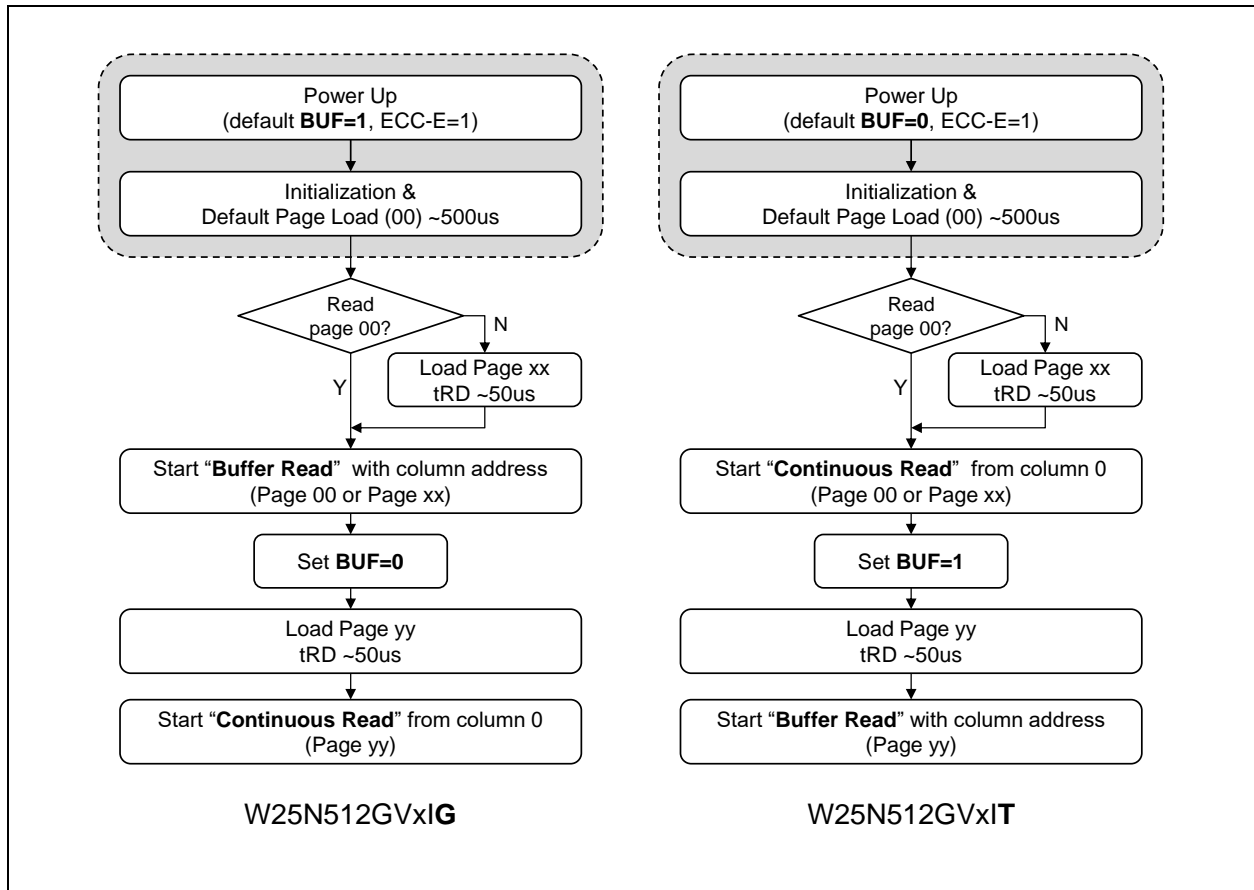 Power Up
(default BUF=1, ECC-E=1)
Initialization &
Default Page Load (00) ~500us
Read
page 00?
N
Y
Load Page xx
tRD ~50us
Start “Buffer Read” with column address
(Page 00 or Page xx)
Set BUF=0
Load Page yy
tRD ~50us
Start “Continuous Read” from column 0
(Page yy)
W25N512GVxIG
Power Up
(default BUF=0, ECC-E=1)
Initialization &
Default Page Load (00) ~500us
Read
page 00?
N
Y
Load Page xx
tRD ~50us
Start “Continuous Read” from column 0
(Page 00 or Page xx)
Set BUF=1
Load Page yy
tRD ~50us
Start “Buffer Read” with column address
(Page yy)
W25N512GVxIT